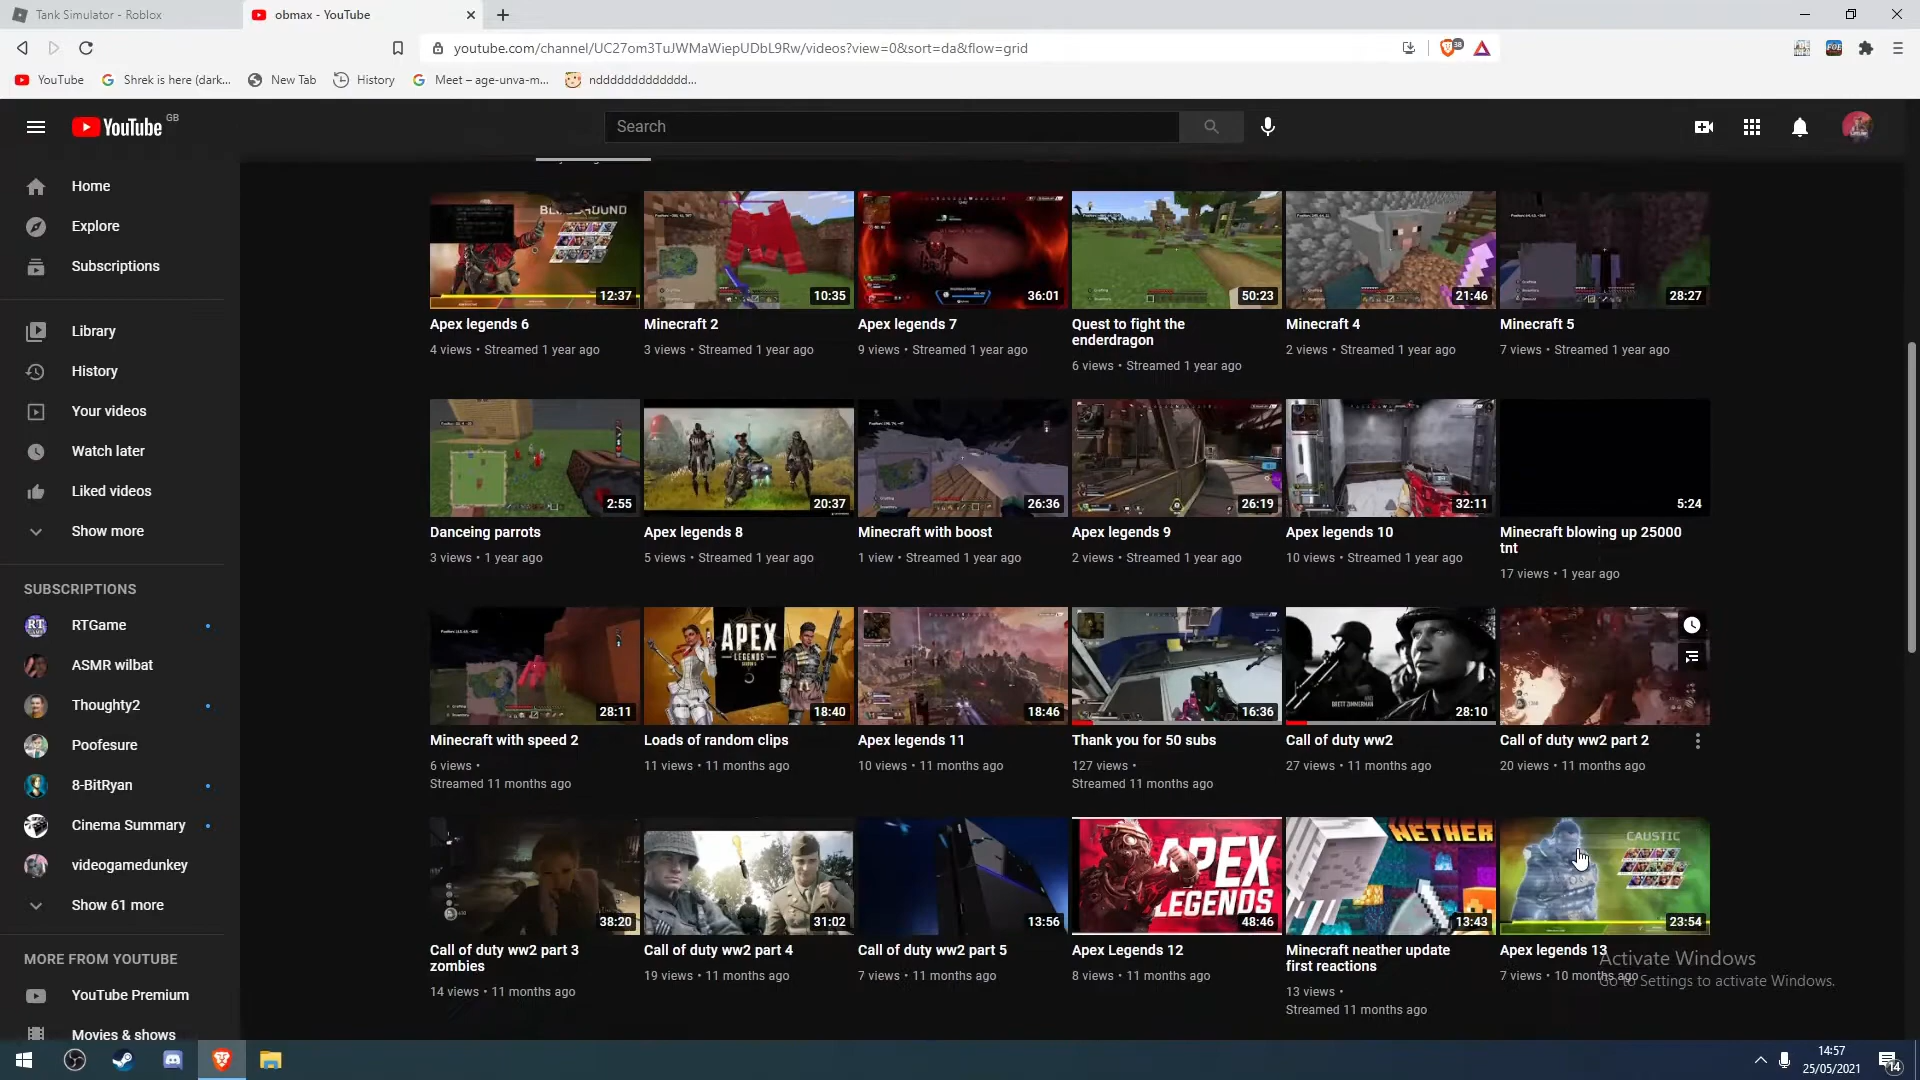 Tank Simulator - Roblox
obmax - YouTube
youtube.com/channel/UC27om3TuJWMaWiepUDbL9Rw/videos?view=0&sort=da&flow=grid
38
YouTube
Shrek is here (dark...
New Tab
History
Meet – age-unva-m...
ndddddddddddddd...
YouTube GB
Search
Home
Explore
Subscriptions
Library
History
Your videos
Watch later
Liked videos
Show more
SUBSCRIPTIONS
RTGame
ASMR wilbat
Thoughty2
Poofesure
8-BitRyan
Cinema Summary
videogamedunkey
Show 61 more
MORE FROM YOUTUBE
YouTube Premium
Movies & shows
12:37
10:35
36:01
50:23
21:46
28:27
Apex legends 6
4 views • Streamed 1 year ago
Minecraft 2
3 views • Streamed 1 year ago
Apex legends 7
9 views • Streamed 1 year ago
Quest to fight the
enderdragon
6 views • Streamed 1 year ago
Minecraft 4
2 views • Streamed 1 year ago
Minecraft 5
7 views • Streamed 1 year ago
2:55
20:37
26:36
26:19
32:11
5:24
Danceing parrots
3 views • 1 year ago
Apex legends 8
5 views • Streamed 1 year ago
Minecraft with boost
1 view • Streamed 1 year ago
Apex legends 9
2 views • Streamed 1 year ago
Apex legends 10
10 views • Streamed 1 year ago
Minecraft blowing up 25000
tnt
17 views • 1 year ago
28:11
APEX
LEGENDS
18:40
18:46
16:36
BRETT ZIMMERMAN
28:10
Minecraft with speed 2
6 views •
Streamed 11 months ago
Loads of random clips
11 views • 11 months ago
Apex legends 11
10 views • 11 months ago
Thank you for 50 subs
127 views •
Streamed 11 months ago
Call of duty ww2
27 views • 11 months ago
Call of duty ww2 part 2
20 views • 11 months ago
38:20
31:02
13:56
APEX
LEGENDS
48:46
NETHER
13:43
CAUSTIC
23:54
Call of duty ww2 part 3
zombies
14 views • 11 months ago
Call of duty ww2 part 4
19 views • 11 months ago
Call of duty ww2 part 5
7 views • 11 months ago
Apex Legends 12
8 views • 11 months ago
Minecraft neather update
first reactions
13 views •
Streamed 11 months ago
Apex legends 13
7 views • 10 months ago
Activate Windows
Go to Settings to activate Windows.
14:57
25/05/2021
14